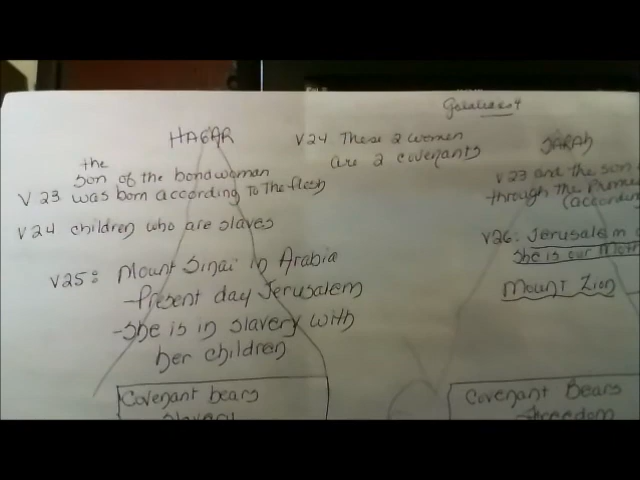 Galatians 4
HAGAR
V24 These 2 women
are 2 covenants
SARAH
the
son of the bondwoman
V 23 was born according to The flesh
V24 children who are slaves
V25: Mount Sinai in Arabia
-Present day Jerusalem
-She is in slavery with
her children
Covenant bears
slavery
V 23 and the son
through the Promise
(according
V26: Jerusalem
she is our Moth
Mount Zion
Covenant Bears
-Freedom